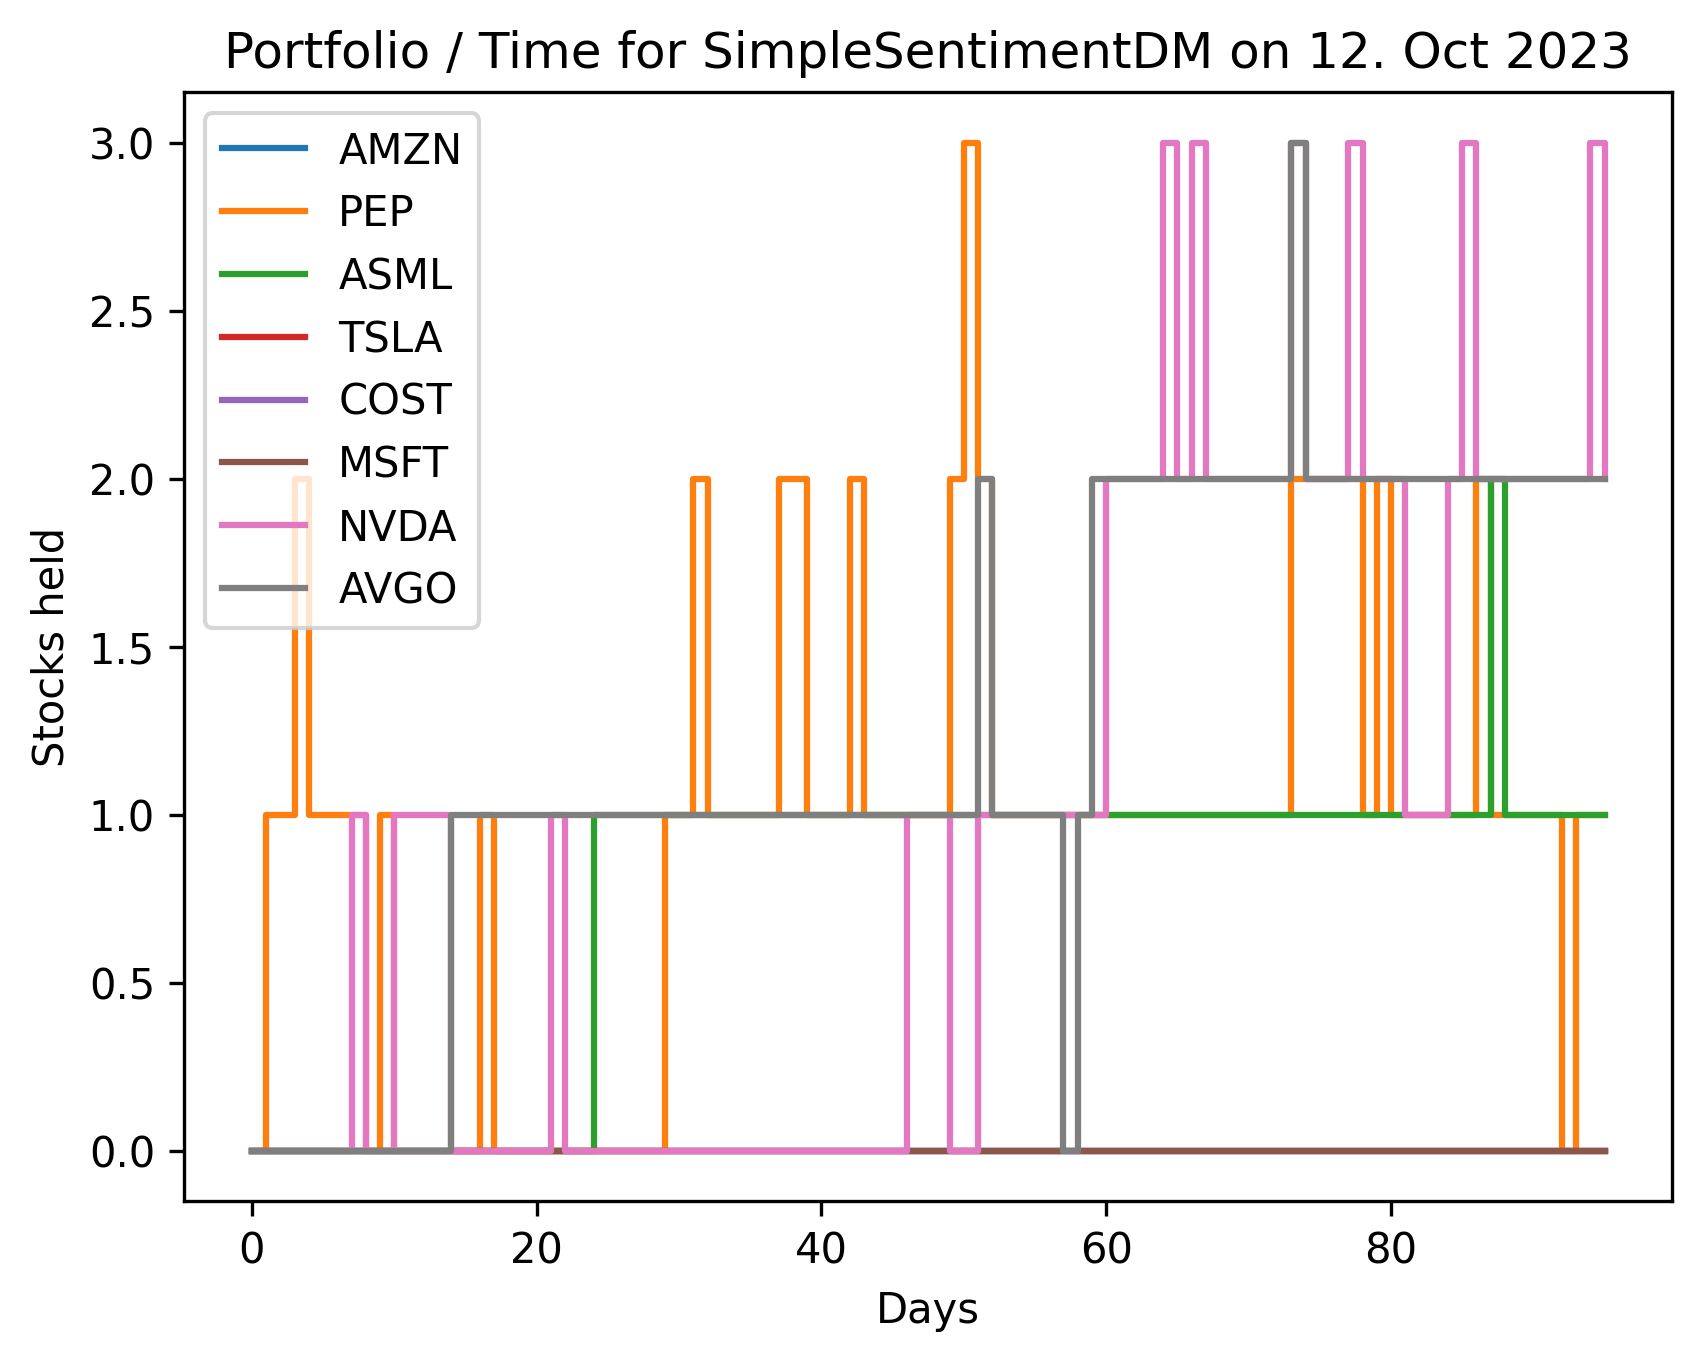 Portfolio / Time for SimpleSentimentDM on 12. Oct 2023
AMZN
PEP
ASML
TSLA
COST
MSFT
NVDA
AVGO
Stocks held
3.0
2.5
2.0
1.5
1.0
0.5
0.0
0 20 40 60 80
Days